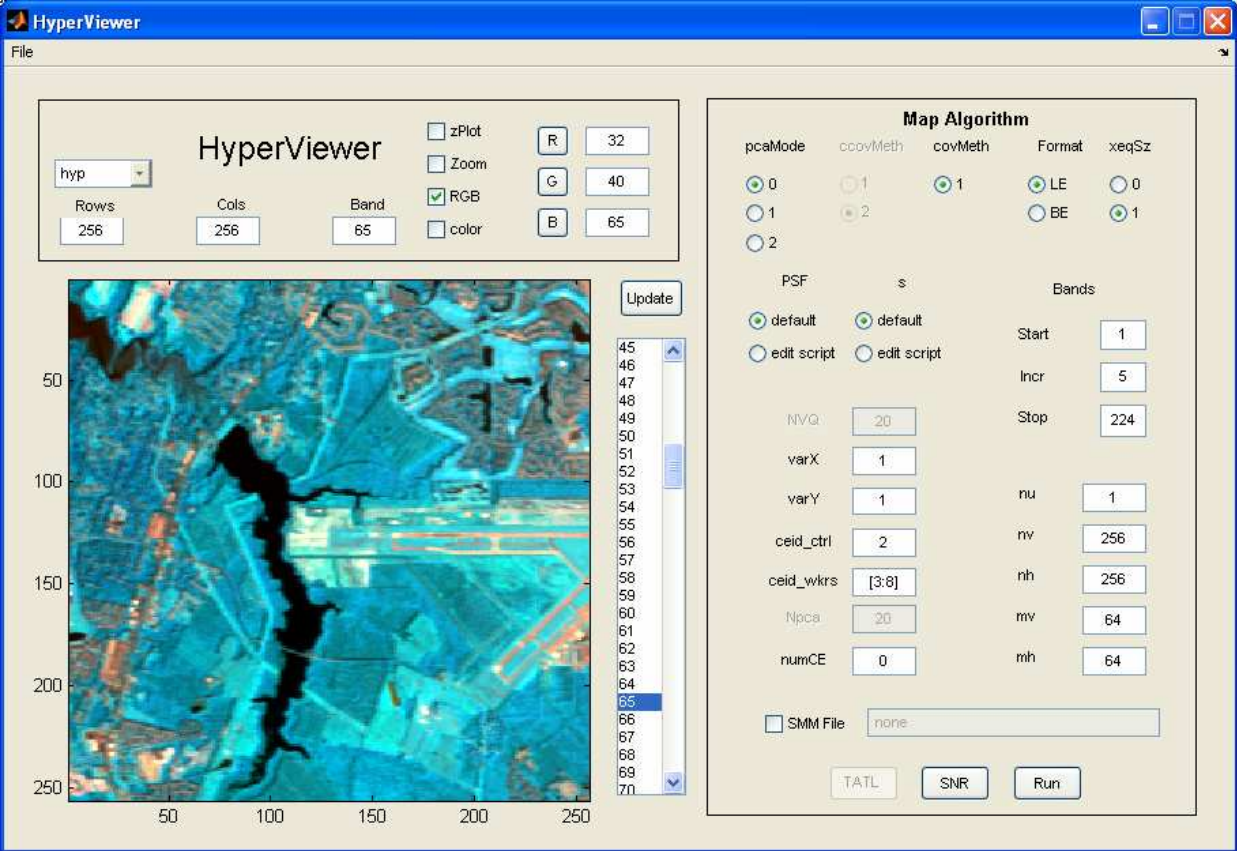 HyperViewer
File
HyperViewer
hyp
Rows
Cols
Band
256
256
65
zPlot
Zoom
RGB
color
R 32
G 40
B 65
Update
50
100
150
200
250
50 100 150 200 250
45
46
47
48
49
50
51
52
53
54
55
56
57
58
59
60
61
62
63
64
65
66
67
68
69
70
Map Algorithm
pcaMode ccovMeth covMeth Format xeqSz
0 1 1 LE 0
1 2 BE 1
2
PSF s
default default
edit script edit script
Bands
Start 1
Incr 5
Stop 224
NVQ 20
varX 1
varY 1
ceid_ctrl 2
ceid_wkrs [3:8]
Npca 20
numCE 0
nu 1
nv 256
nh 256
mv 64
mh 64
SMM File none
TATL SNR Run